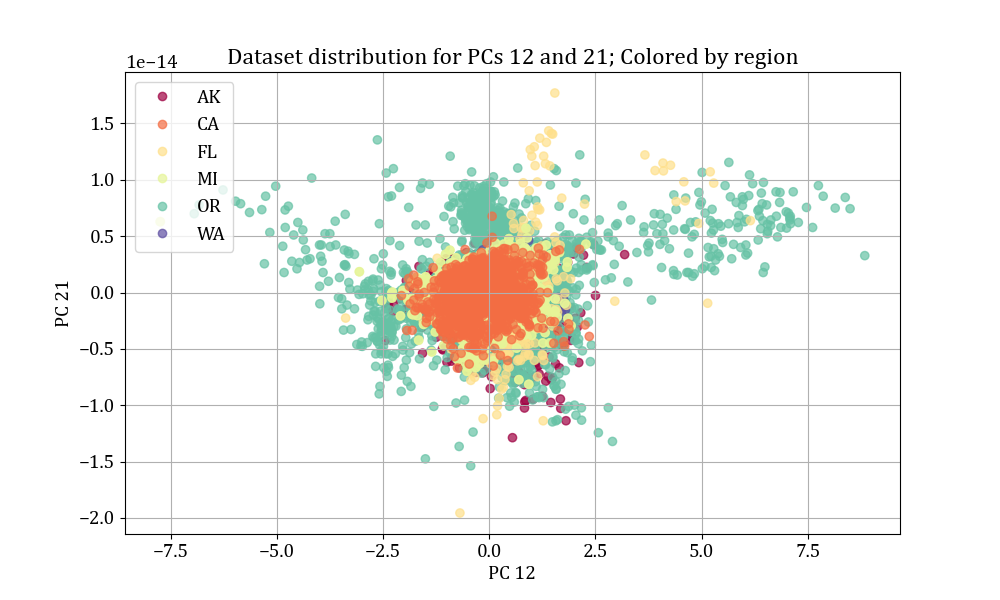 Dataset distribution for PCs 12 and 21; Colored by region
1e−14
AK
CA
FL
MI
OR
WA
1.5
1.0
0.5
0.0
−0.5
−1.0
−1.5
−2.0
PC 21
−7.5 −5.0 −2.5 0.0 2.5 5.0 7.5
PC 12